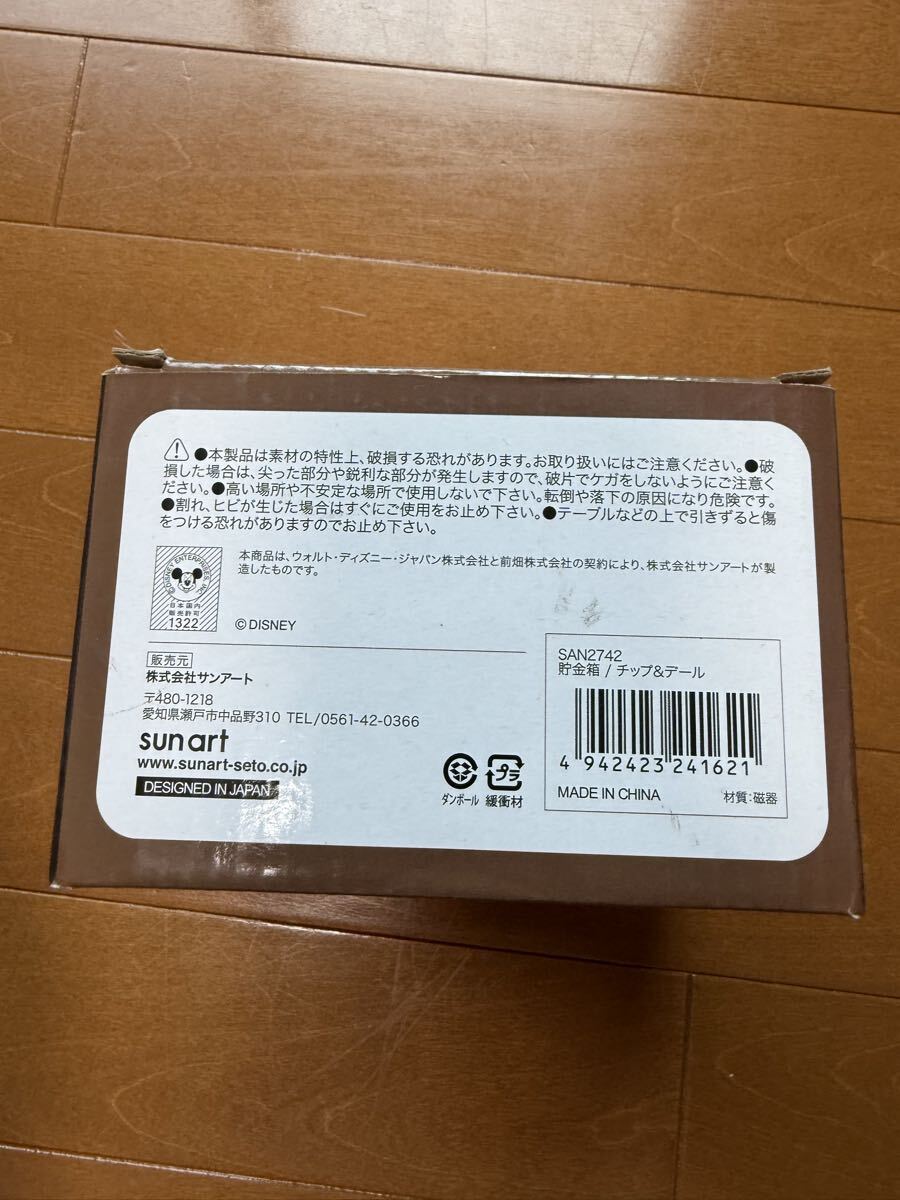 ●本製品は素材の特性上、破損する恐れがあります。お取り扱いにはご注意ください。●破
損した場合は、尖った部分や鋭利な部分が発生しますので、破片でケガをしないようにご注意く
ださい。●高い場所や不安定な場所で使用しないで下さい。転倒や落下の原因になり危険です。
●割れ、ヒビが生じた場合はすぐにご使用をお止め下さい。●テーブルなどの上で引きずると傷
をつける恐れがありますのでお止め下さい。
©DISNEY ENTERPRISES, INC.
日本国内
販売許可
1322
本商品は、ウォルト・ディズニー・ジャパン株式会社と前畑株式会社の契約により、株式会社サンアートが製
造したものです。
©DISNEY
販売元
株式会社サンアート
〒480-1218
愛知県瀬戸市中品野310 TEL/0561-42-0366
sunart
www.sunart-seto.co.jp
DESIGNED IN JAPAN
ダンボール
プラ
緩衝材
SAN2742
貯金箱 / チップ&デール
4 942423 241621
MADE IN CHINA
材質:磁器